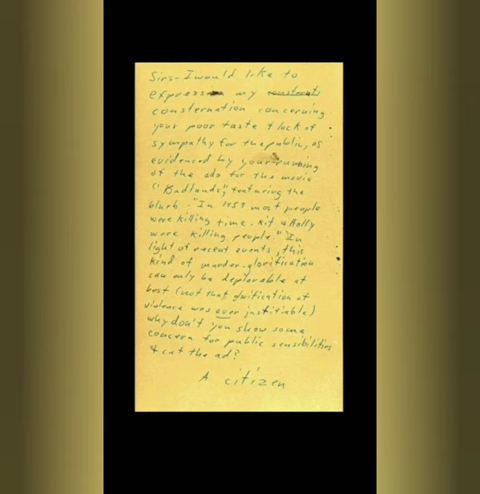 Sirs- I would like to
express my constrats
consternation concerning
your poor taste & lack of
sympathy for the public, as
evidenced by your running
of the ads for the movie
"Badlands," featuring the
blurb: "In 1959 most people
were killing time. Kit & Holly
were killing people." In
light of recent events, this
kind of murder-glorification
can only be deplorable at
best (not that glorification of
violence was ever justifiable)
why don't you show some
concern for public sensibilities
& cut the ad?
A citizen